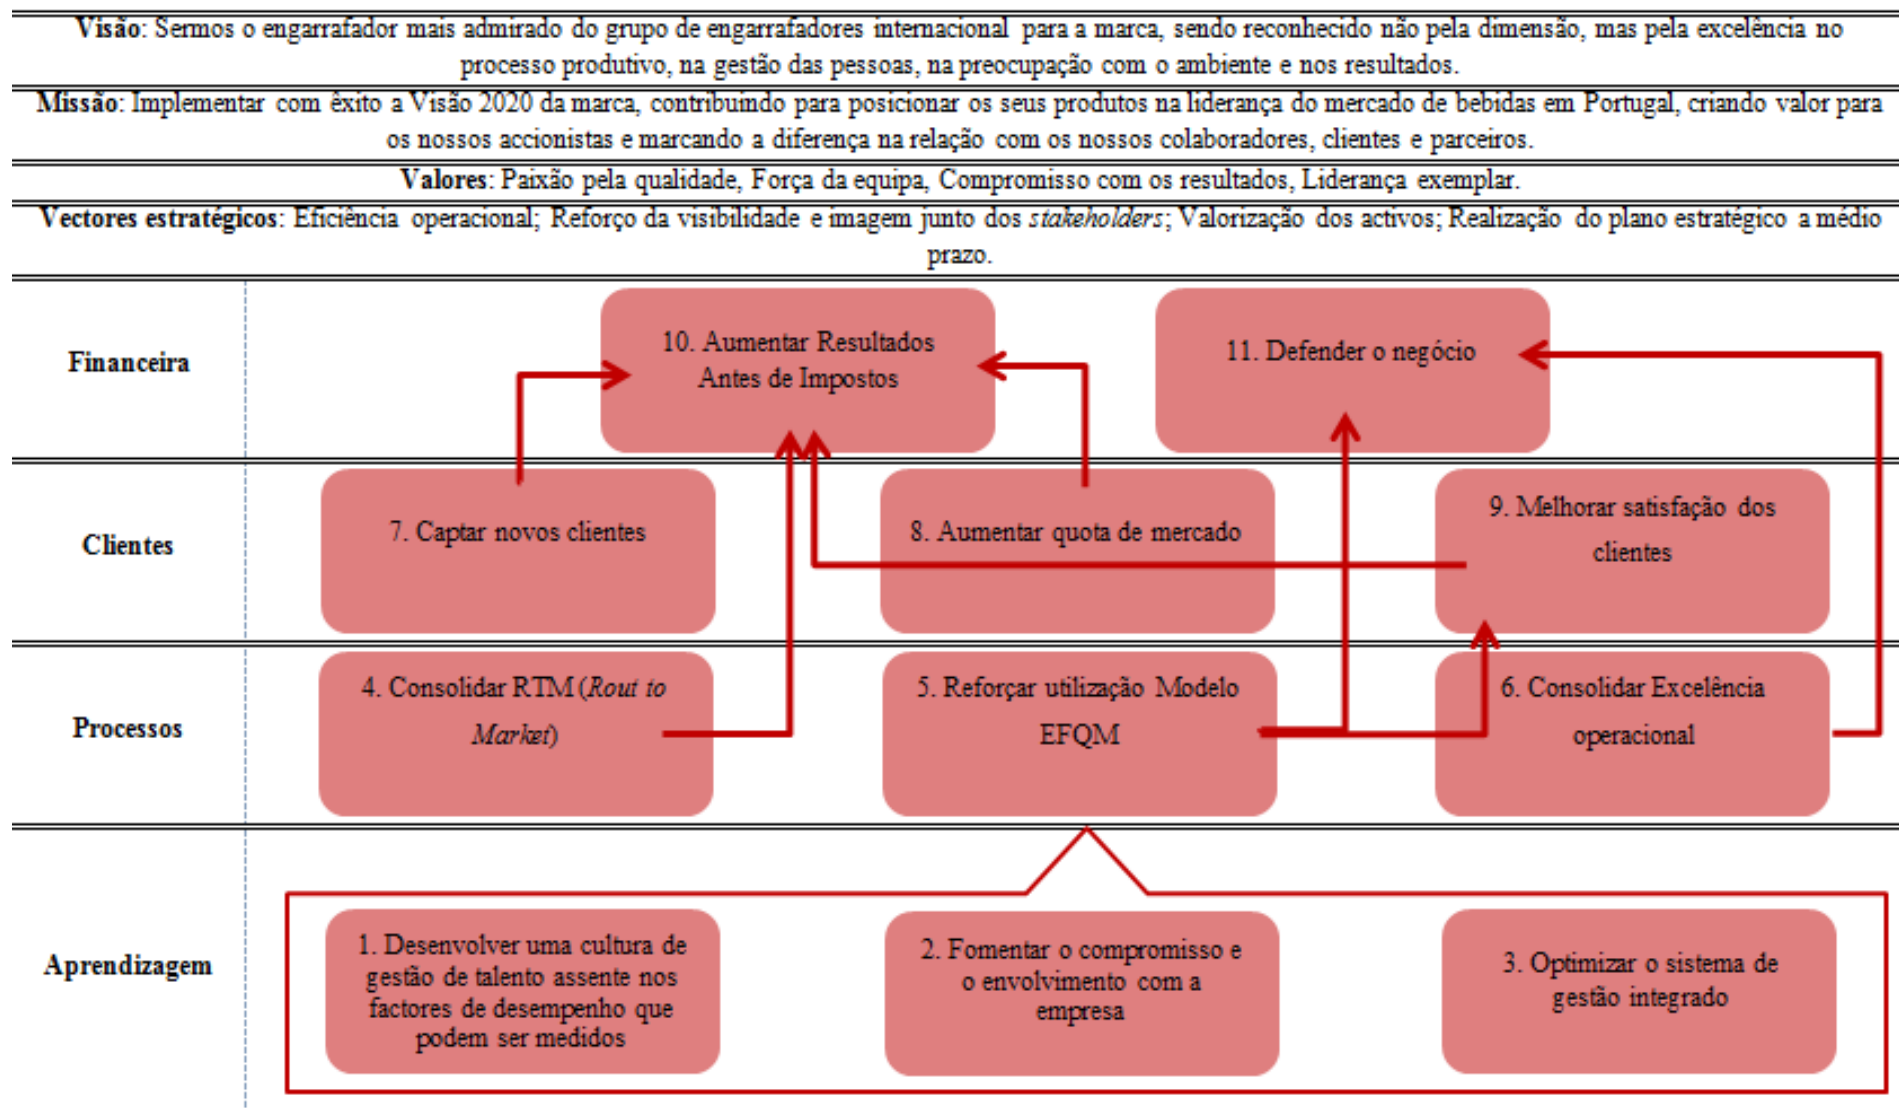 Visão: Sermos o engarrafador mais admirado do grupo de engarrafadores internacional para a marca, sendo reconhecido não pela dimensão, mas pela excelência no
processo produtivo, na gestão das pessoas, na preocupação com o ambiente e nos resultados.
Missão: Implementar com êxito a Visão 2020 da marca, contribuindo para posicionar os seus produtos na liderança do mercado de bebidas em Portugal, criando valor para
os nossos accionistas e marcando a diferença na relação com os nossos colaboradores, clientes e parceiros.
Valores: Paixão pela qualidade, Força da equipa, Compromisso com os resultados, Liderança exemplar.
Vectores estratégicos: Eficiência operacional; Reforço da visibilidade e imagem junto dos stakeholders; Valorização dos activos; Realização do plano estratégico a médio
prazo.
Financeira
10. Aumentar Resultados
Antes de Impostos
11. Defender o negócio
Clientes
7. Captar novos clientes
8. Aumentar quota de mercado
9. Melhorar satisfação dos
clientes
Processos
4. Consolidar RTM (Rout to
Market)
5. Reforçar utilização Modelo
EFQM
6. Consolidar Excelência
operacional
Aprendizagem
1. Desenvolver uma cultura de
gestão de talento assente nos
factores de desempenho que
podem ser medidos
2. Fomentar o compromisso e
o envolvimento com a
empresa
3. Optimizar o sistema de
gestão integrado